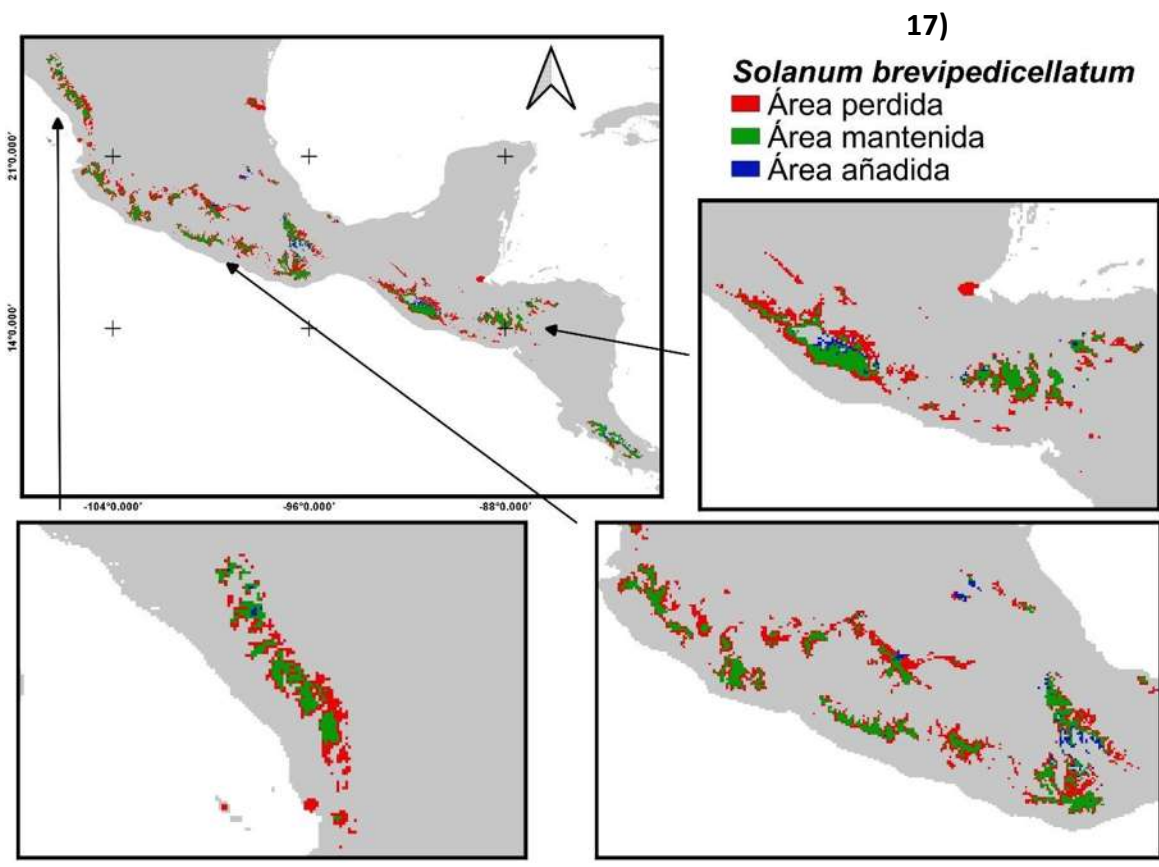 17)
Solanum brevipedicellatum
Área perdida
Área mantenida
Área añadida
21°0.000'
14°0.000'
-104°0.000'
-96°0.000'
-88°0.000'